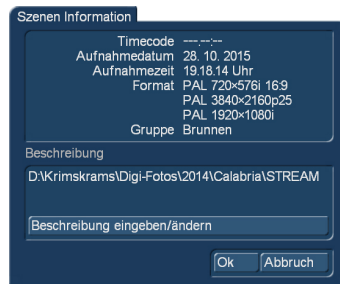 Szenen Information
Timecode ---.--:--
Aufnahmedatum 28. 10. 2015
Aufnahmezeit 19.18.14 Uhr
Format PAL 720×576i 16:9
PAL 3840×2160p25
PAL 1920×1080i
Gruppe Brunnen
Beschreibung
D:\Krimskrams\Digi-Fotos\2014\Calabria\STREAM
Beschreibung eingeben/ändern
Ok Abbruch